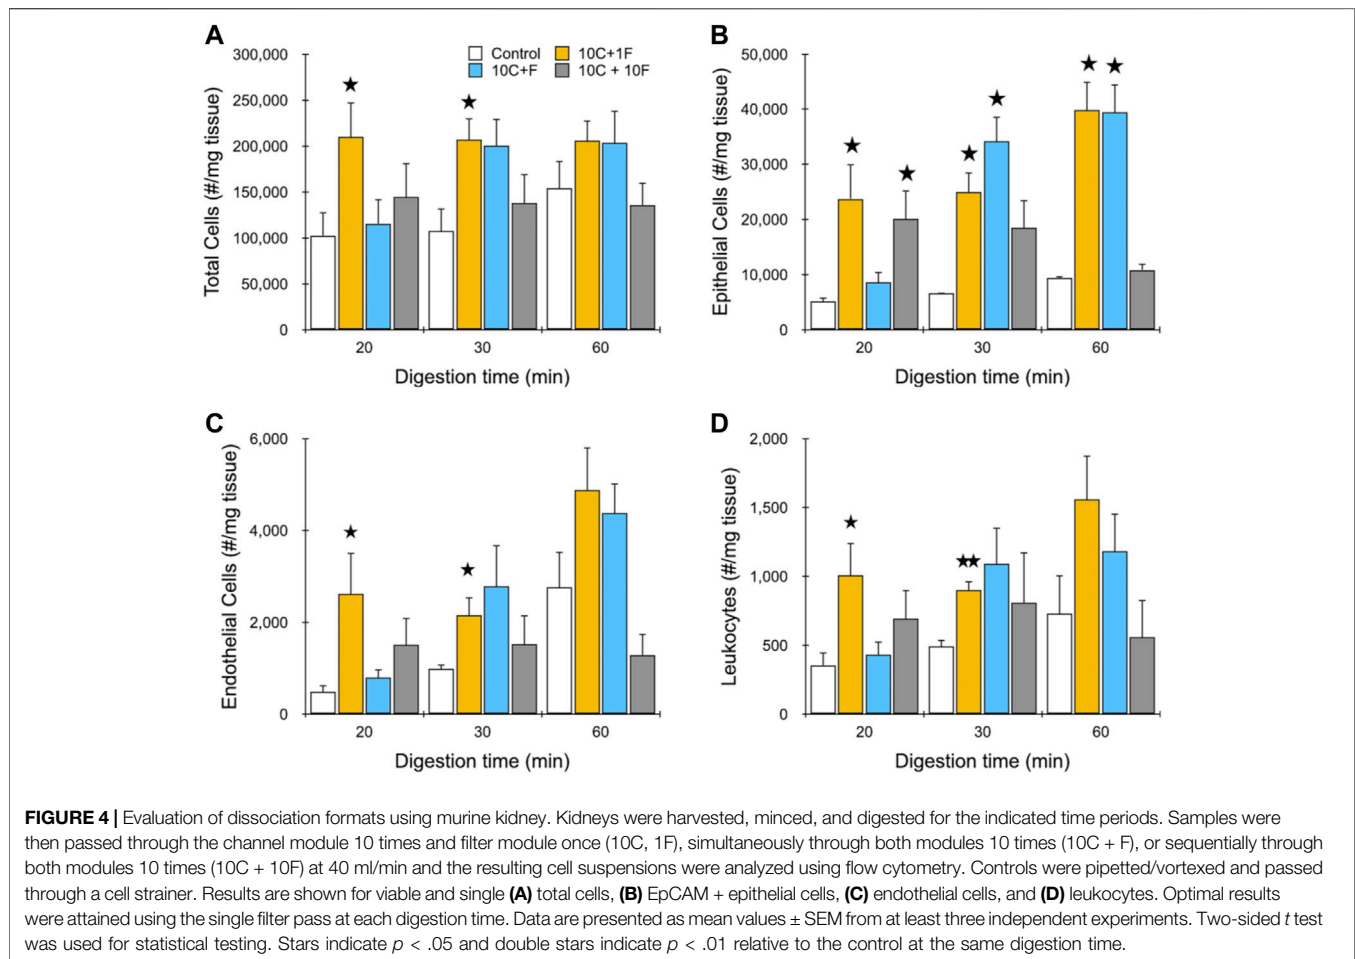 A
300,000
250,000
200,000
150,000
100,000
50,000
0
Total Cells (#/mg tissue)
Control
10C+1F
10C+F
10C + 10F
★
★
20
30
60
Digestion time (min)
B
50,000
40,000
30,000
20,000
10,000
0
Epithelial Cells (#/mg tissue)
★
★
★
★
★
★
20
30
60
Digestion time (min)
C
6,000
4,000
2,000
0
Endothelial Cells (#/mg tissue)
★
★
20
30
60
Digestion time (min)
D
2,000
1,500
1,000
500
0
Leukocytes (#/mg tissue)
★
★★
20
30
60
Digestion time (min)
FIGURE 4 | Evaluation of dissociation formats using murine kidney. Kidneys were harvested, minced, and digested for the indicated time periods. Samples were
then passed through the channel module 10 times and filter module once (10C, 1F), simultaneously through both modules 10 times (10C + F), or sequentially through
both modules 10 times (10C + 10F) at 40 ml/min and the resulting cell suspensions were analyzed using flow cytometry. Controls were pipetted/vortexed and passed
through a cell strainer. Results are shown for viable and single (A) total cells, (B) EpCAM + epithelial cells, (C) endothelial cells, and (D) leukocytes. Optimal results
were attained using the single filter pass at each digestion time. Data are presented as mean values ± SEM from at least three independent experiments. Two-sided t test
was used for statistical testing. Stars indicate p < .05 and double stars indicate p < .01 relative to the control at the same digestion time.